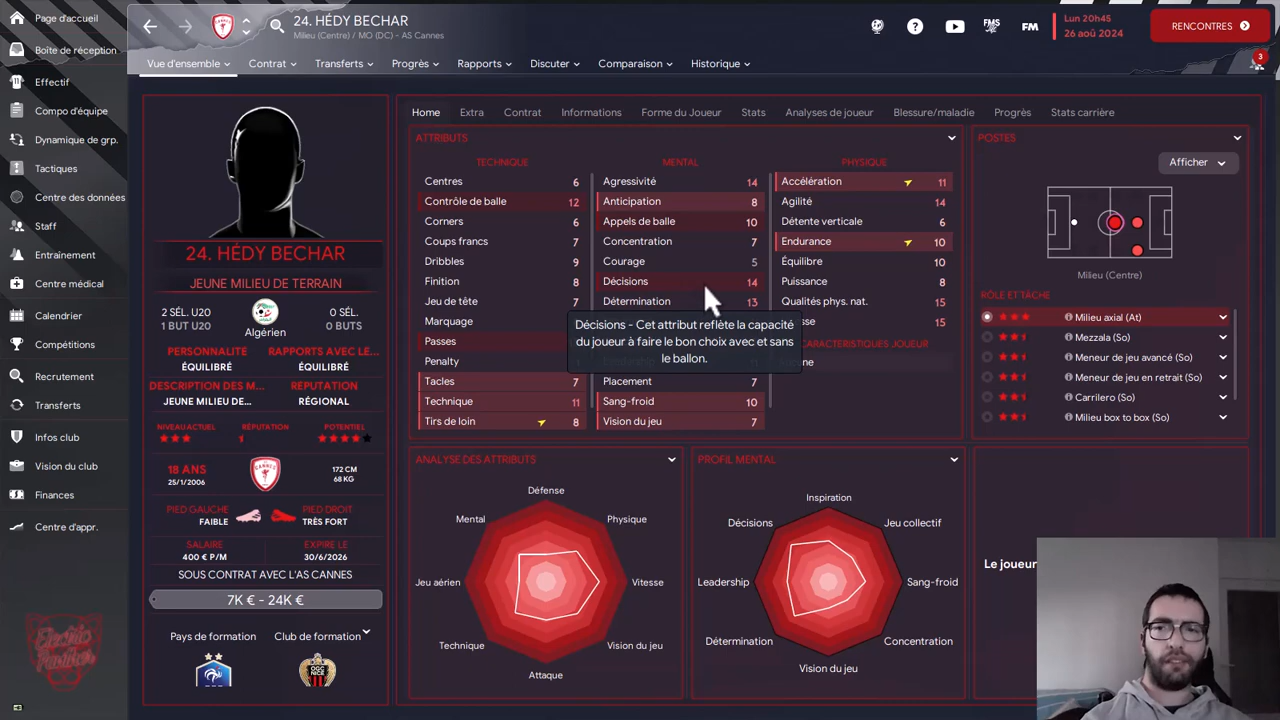 Page d'accueil
Boîte de réception
Effectif
Compo d'équipe
Dynamique de grp.
Tactiques
Centre des données
Staff
Entrainement
Centre médical
Calendrier
Compétitions
Recrutement
Transferts
Infos club
Vision du club
Finances
Centre d'appr.
24. HÉDY BECHAR
Milieu (Centre) / MO (DC) - AS Cannes
FMS
FM
Lun 20h45
26 aoû 2024
RENCONTRES
3
Vue d'ensemble
Contrat
Transferts
Progrès
Rapports
Discuter
Comparaison
Historique
24. HÉDY BECHAR
JEUNE MILIEU DE TERRAIN
2 SÉL. U20
1 BUT U20
Algérien
0 SÉL.
0 BUTS
PERSONNALITÉ
ÉQUILIBRÉ
RAPPORTS AVEC LE...
ÉQUILIBRÉ
DESCRIPTION DES M...
JEUNE MILIEU DE...
RÉPUTATION
RÉGIONAL
NIVEAU ACTUEL
RÉPUTATION
POTENTIEL
18 ANS
25/1/2006
172 CM
68 KG
PIED GAUCHE
FAIBLE
PIED DROIT
TRÈS FORT
SALAIRE
400 € P/M
EXPIRE LE
30/6/2026
SOUS CONTRAT AVEC L'AS CANNES
7K € - 24K €
Pays de formation
Club de formation
Home
Extra
Contrat
Informations
Forme du Joueur
Stats
Analyses de joueur
Blessure/maladie
Progrès
Stats carrière
ATTRIBUTS
TECHNIQUE
Centres 6
Contrôle de balle 12
Corners 6
Coups francs 7
Dribbles 9
Finition 8
Jeu de tête 7
Marquage
Passes
Penalty
Tacles 7
Technique 11
Tirs de loin 8
MENTAL
Agressivité 14
Anticipation 8
Appels de balle 10
Concentration 7
Courage 5
Décisions 14
Détermination 13
Placement 7
Sang-froid 10
Vision du jeu 7
Décisions - Cet attribut reflète la capacité
du joueur à faire le bon choix avec et sans
le ballon.
PHYSIQUE
Accélération 11
Agilité 14
Détente verticale 6
Endurance 10
Équilibre 10
Puissance 8
Qualités phys. nat. 15
sse 15
CARACTERISTIQUES JOUEUR
POSTES
Afficher
Milieu (Centre)
RÔLE ET TÂCHE
Milieu axial (At)
Mezzala (So)
Meneur de jeu avancé (So)
Meneur de jeu en retrait (So)
Carrilero (So)
Milieu box to box (So)
ANALYSE DES ATTRIBUTS
Défense
Physique
Vitesse
Vision du jeu
Attaque
Technique
Jeu aérien
Mental
PROFIL MENTAL
Inspiration
Jeu collectif
Sang-froid
Concentration
Vision du jeu
Détermination
Leadership
Décisions
Le joueur
Electric
Panther